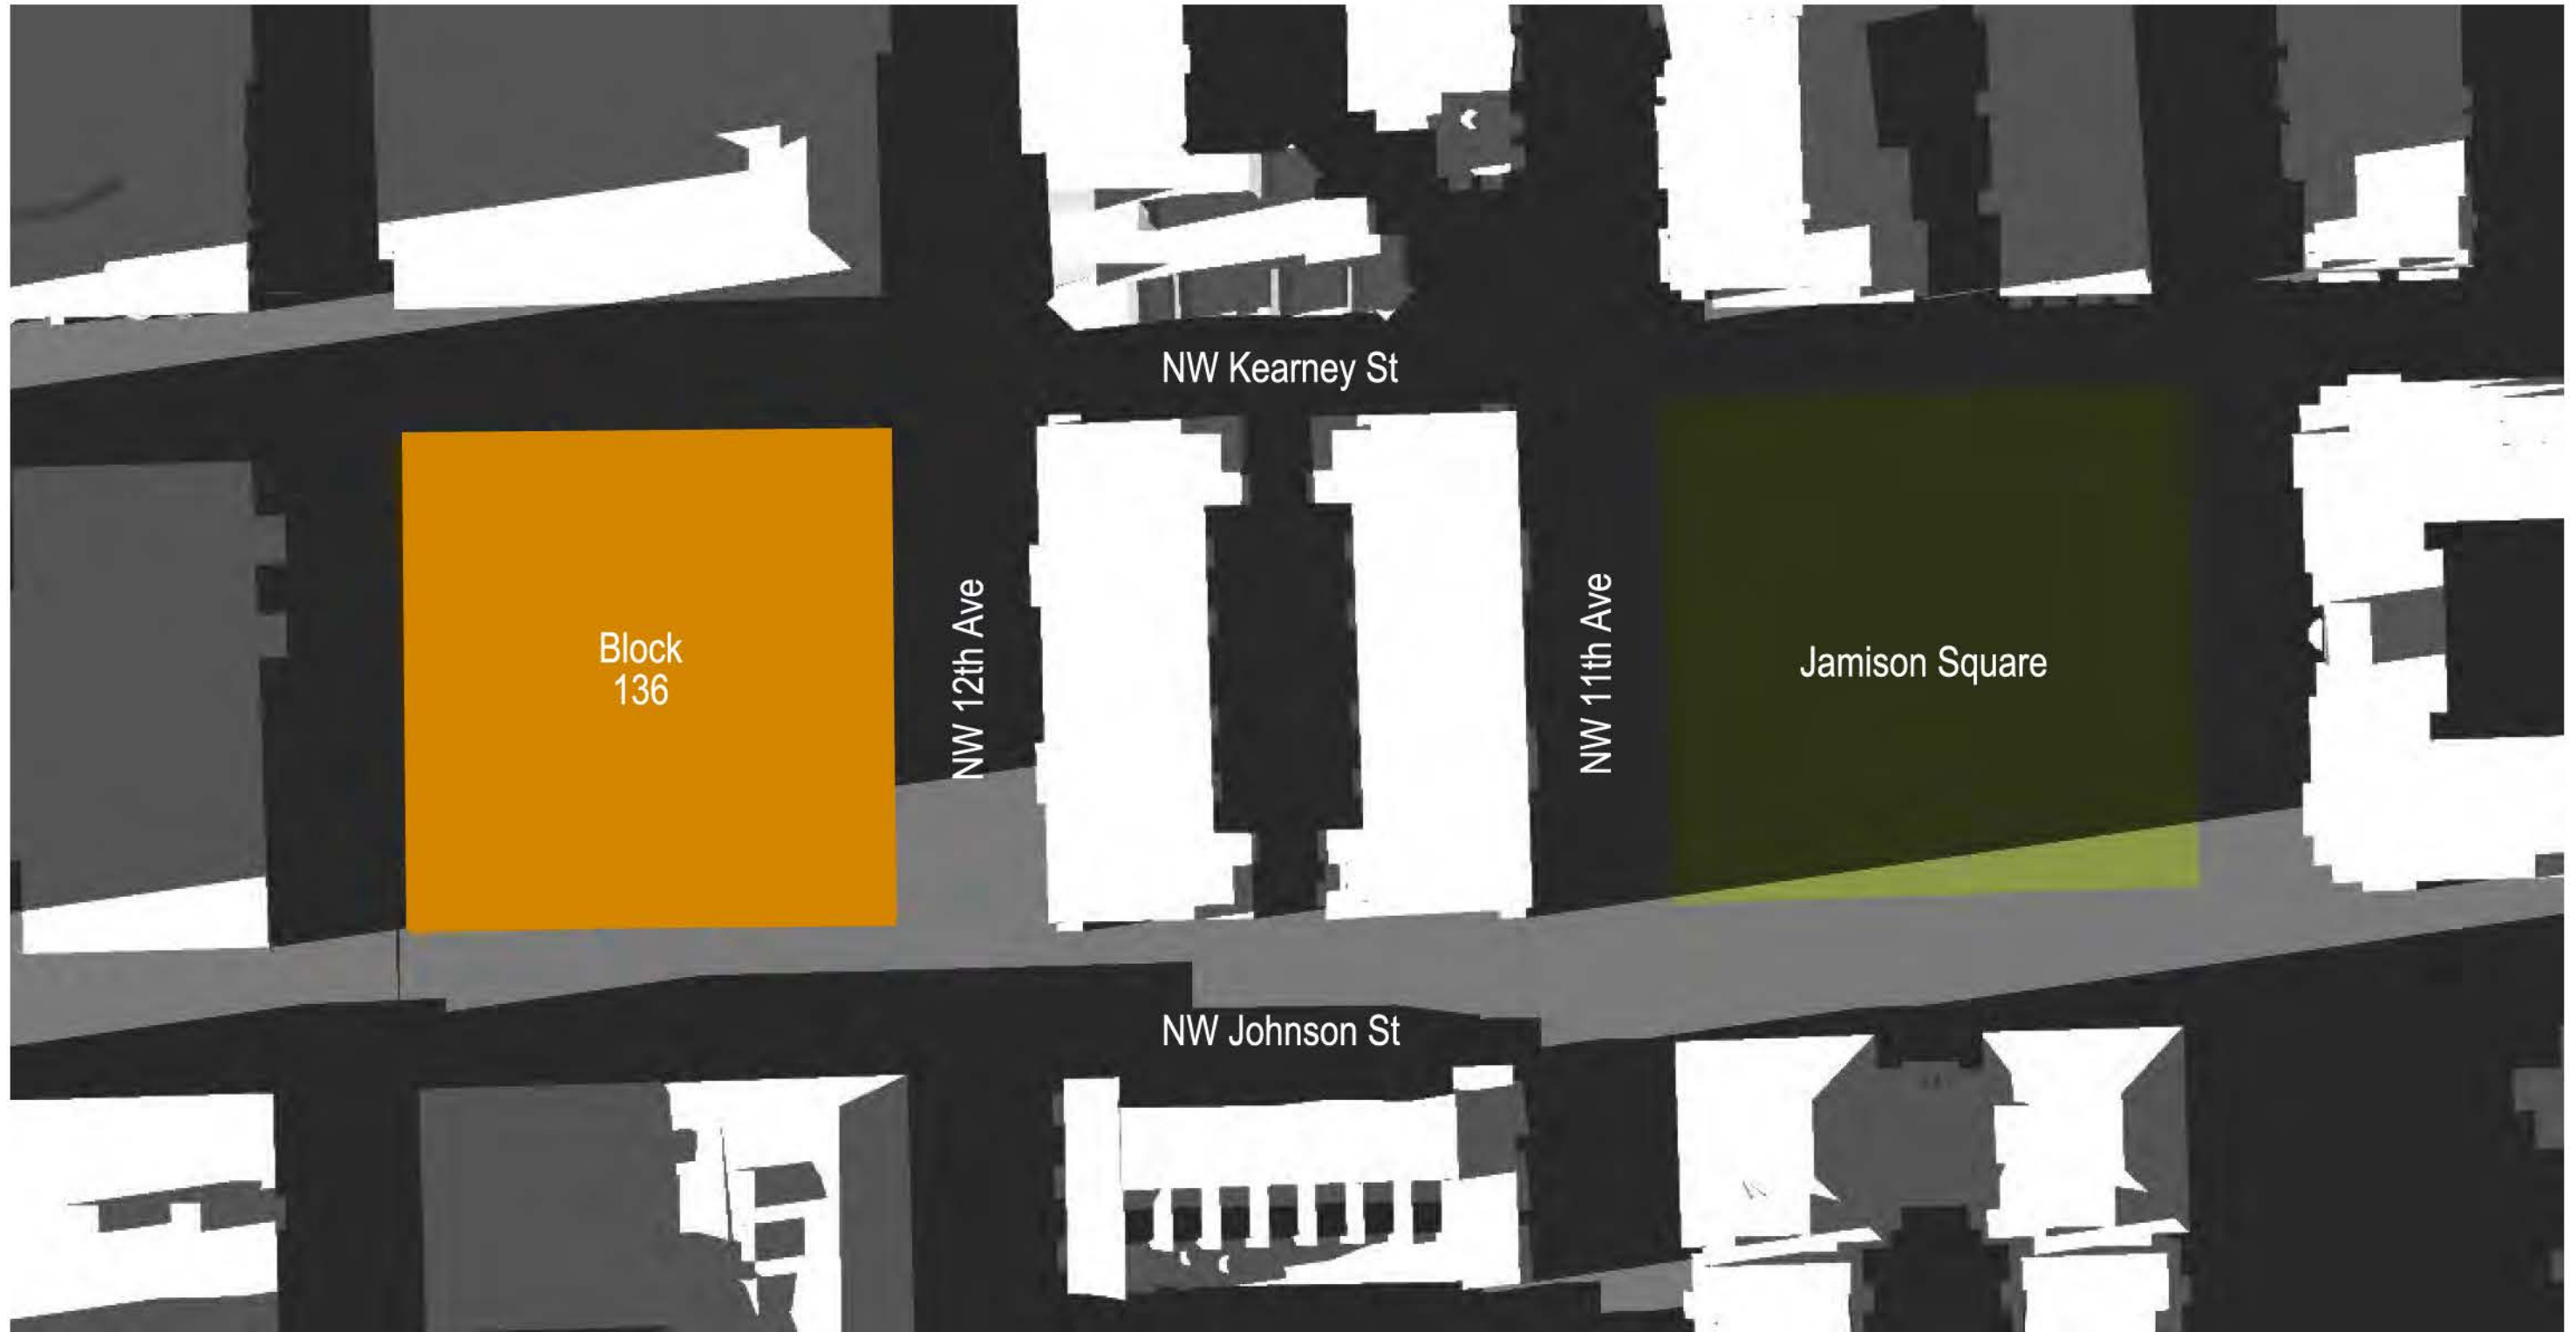 NW Kearney St
Block
136
NW 12th Ave
NW 11th Ave
Jamison Square
NW Johnson St